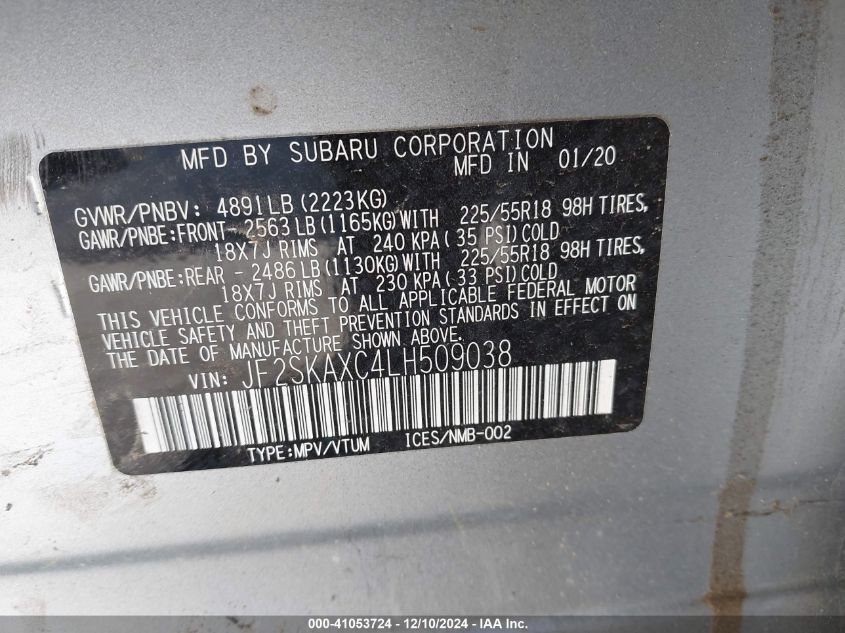 MFD BY SUBARU CORPORATION
MFD IN 01/20
GVWR/PNBV: 4891LB (2223KG)
GAWR/PNBE:FRONT- 2563LB(1165KG)WITH 225/55R18 98H TIRES,
18X7J RIMS AT 240 KPA( 35 PSI)COLD
GAWR/PNBE:REAR - 2486LB(1130KG)WITH 225/55R18 98H TIRES,
18X7J RIMS AT 230 KPA( 33 PSI)COLD
THIS VEHICLE CONFORMS TO ALL APPLICABLE FEDERAL MOTOR
VEHICLE SAFETY AND THEFT PREVENTION STANDARDS IN EFFECT ON
THE DATE OF MANUFACTURE SHOWN ABOVE.
VIN: JF2SKAXC4LH509038
TYPE:MPV/VTUM ICES/NMB-002
000-41053724 - 12/10/2024 - IAA Inc.